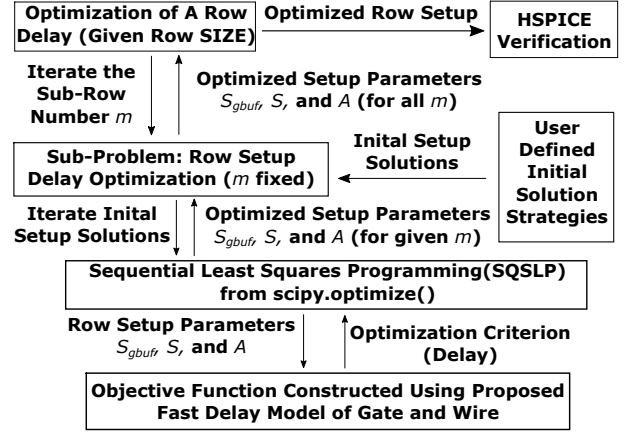 Optimization of A Row
Delay (Given Row SIZE)
Optimized Row Setup
HSPICE
Verification
Iterate the
Sub-Row
Number m
Optimized Setup Parameters
Sgbuf, S, and A (for all m)
Sub-Problem: Row Setup
Delay Optimization (m fixed)
Inital Setup
Solutions
User
Defined
Initial
Solution
Strategies
Iterate Inital
Setup Solutions
Optimized Setup Parameters
Sgbuf, S, and A (for given m)
Sequential Least Squares Programming(SQSLP)
from scipy.optimize()
Row Setup Parameters
Sgbuf, S, and A
Optimization Criterion
(Delay)
Objective Function Constructed Using Proposed
Fast Delay Model of Gate and Wire